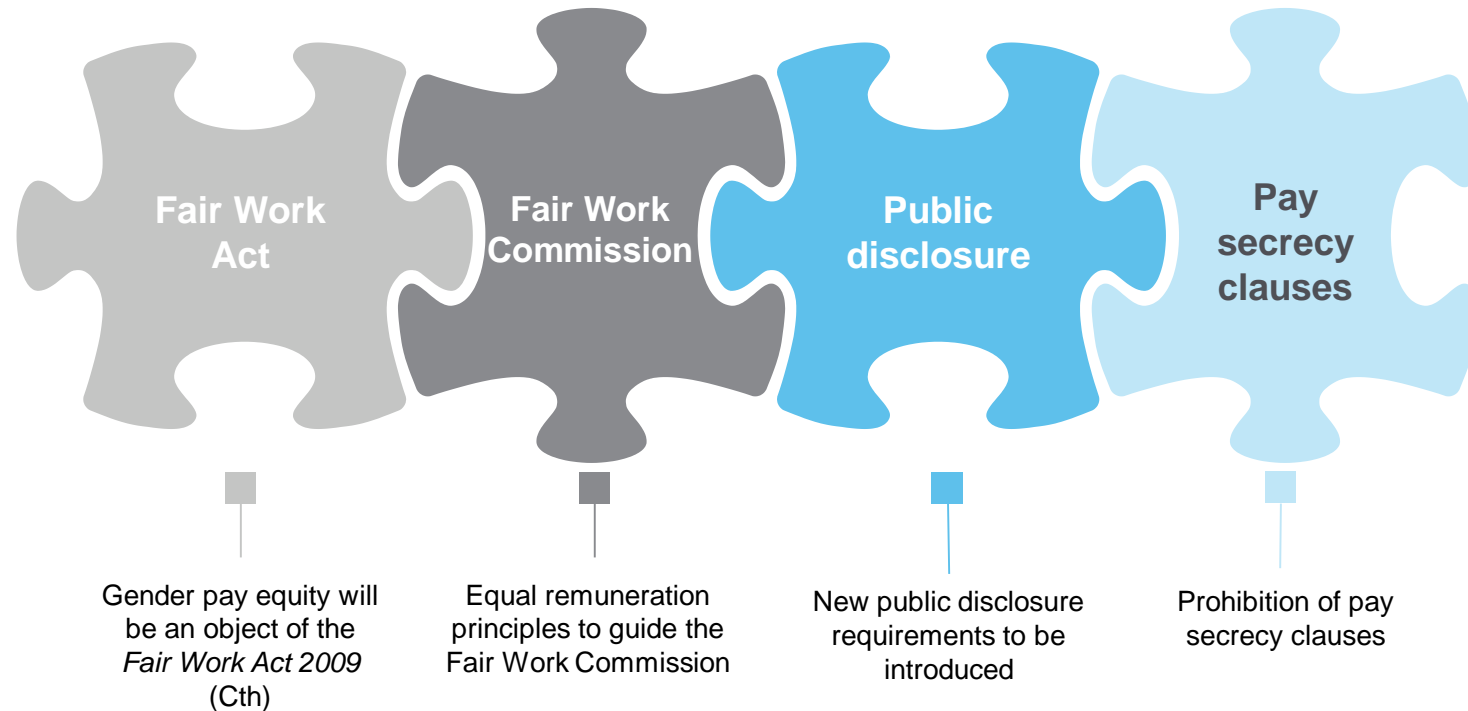 Fair Work
Act
Fair Work
Commission
Public
disclosure
Pay
secrecy
clauses
Gender pay equity will
be an object of the
Fair Work Act 2009
(Cth)
Equal remuneration
principles to guide the
Fair Work Commission
New public disclosure
requirements to be
introduced
Prohibition of pay
secrecy clauses